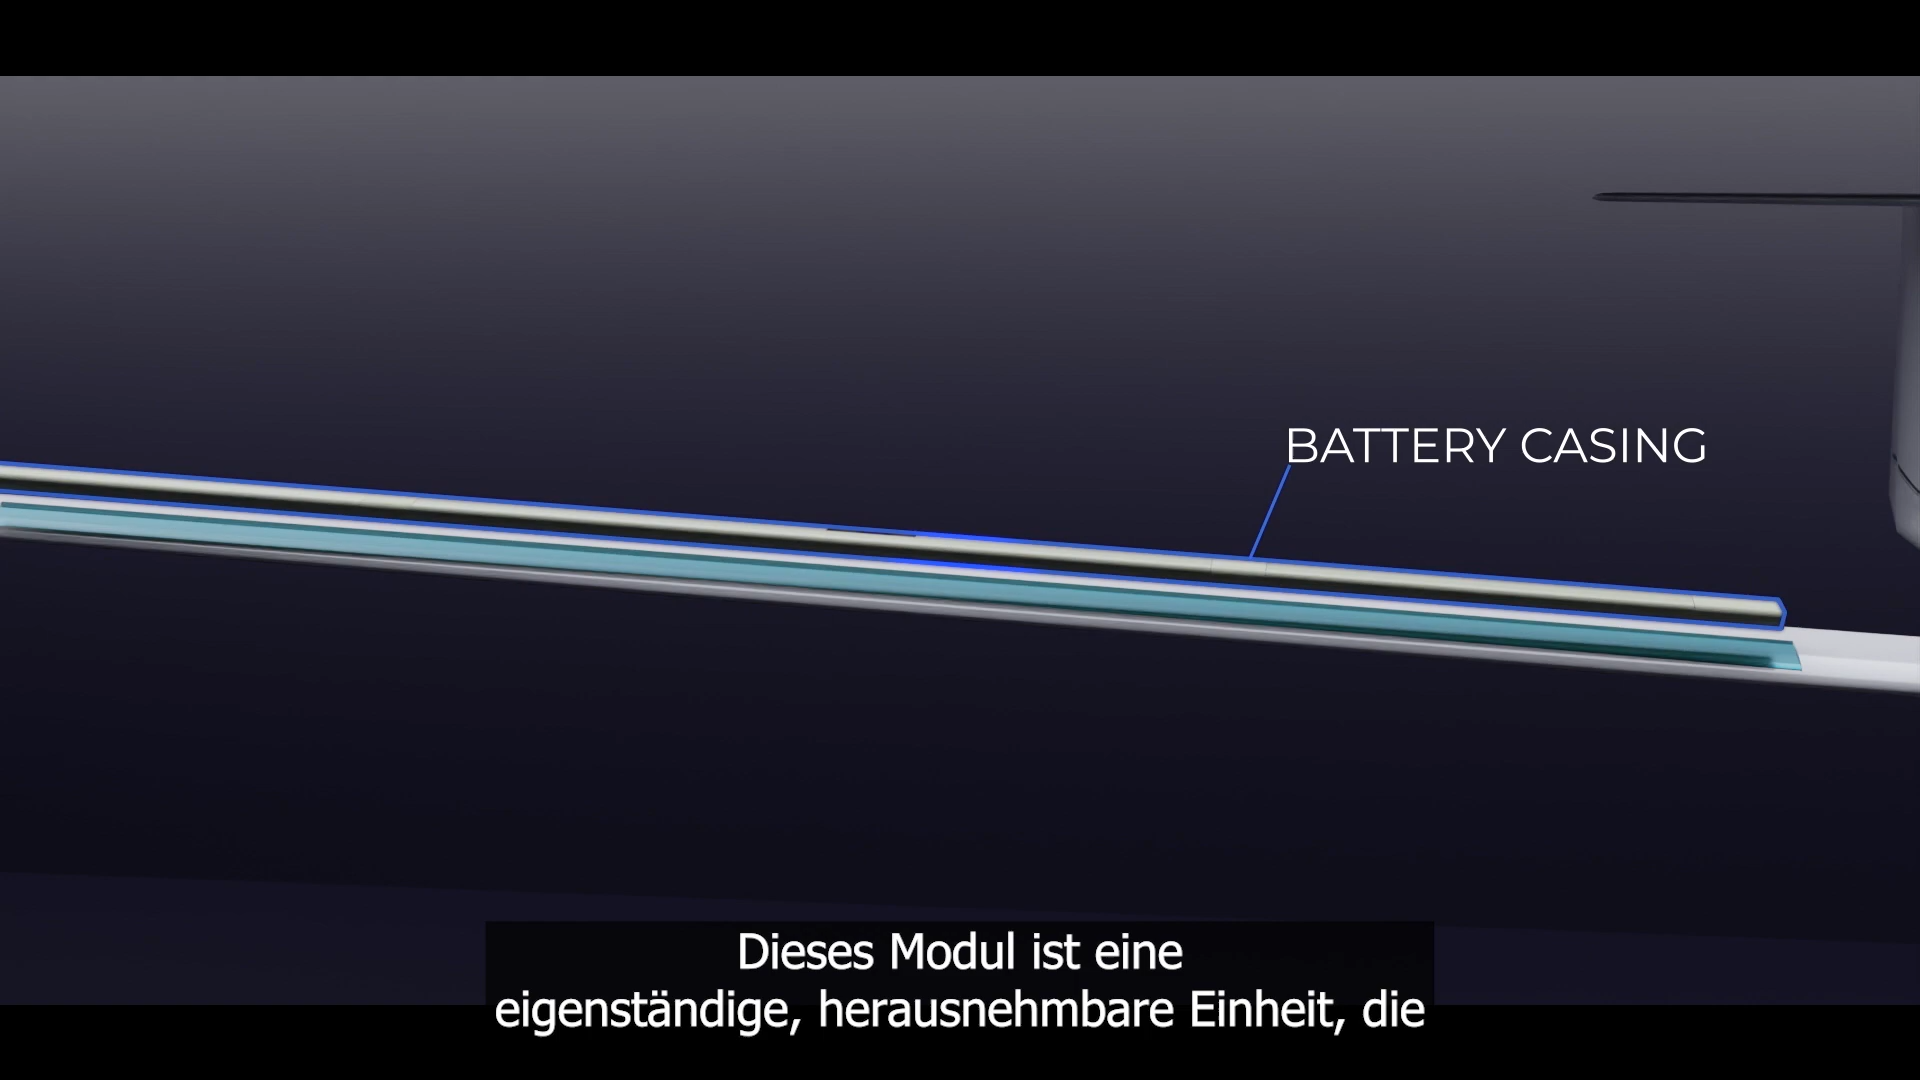 BATTERY CASING
Dieses Modul ist eine
eigenständige, herausnehmbare Einheit, die